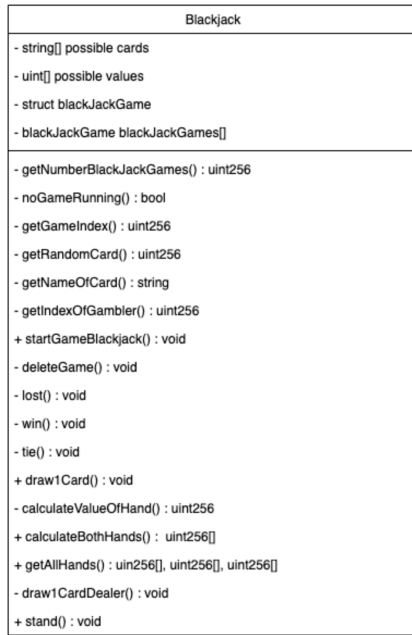 Blackjack
- string[] possible cards
- uint[] possible values
- struct blackJackGame
- blackJackGame blackJackGames[]
- getNumberBlackJackGames() : uint256
- noGameRunning() : bool
- getGameIndex() : uint256
- getRandomCard() : uint256
- getNameOfCard() : string
- getIndexOfGambler() : uint256
+ startGameBlackjack() : void
- deleteGame() : void
- lost() : void
- win() : void
- tie() : void
+ draw1Card() : void
- calculateValueOfHand() : uint256
+ calculateBothHands() :  uint256[]
+ getAllHands() : uin256[], uint256[], uint256[]
- draw1CardDealer() : void
+ stand() : void